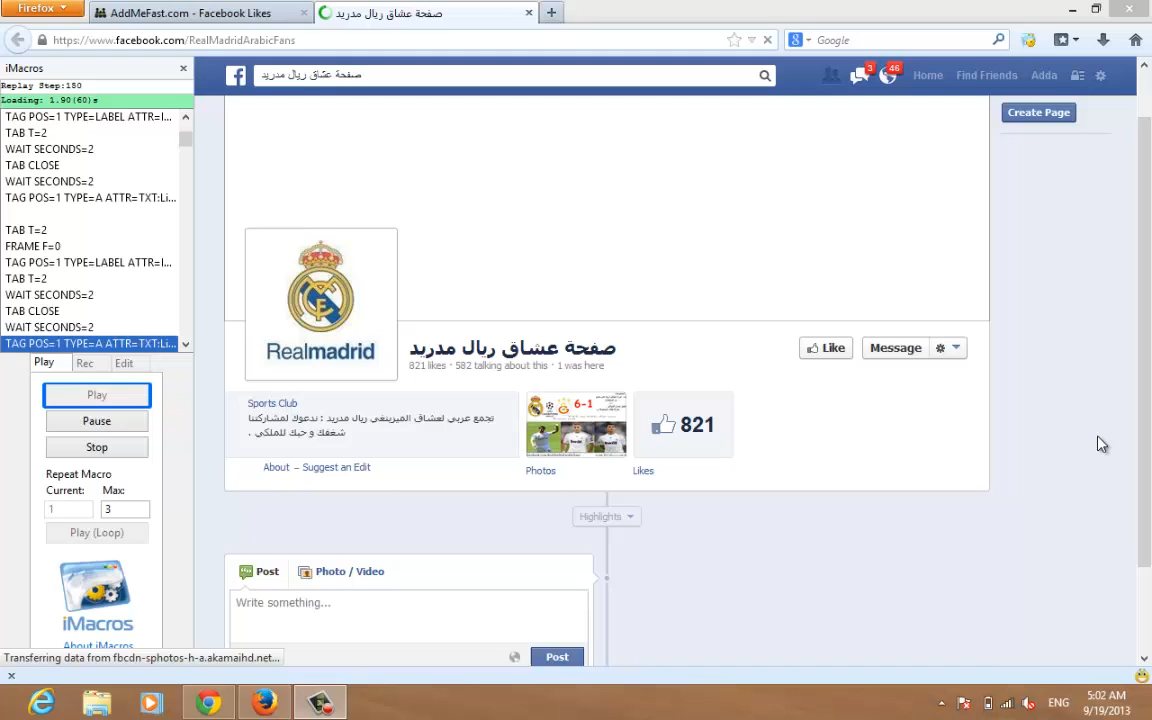 Firefox
AddMeFast.com - Facebook Likes
صفحة عشاق ريال مدريد
https://www.facebook.com/RealMadridArabicFans
Google
iMacros
صفحة عشاق ريال مدريد
3
46
Home
Find Friends
Adda
Replay Step:180
Loading: 1.90(60)s
TAG POS=1 TYPE=LABEL ATTR=I...
TAB T=2
WAIT SECONDS=2
TAB CLOSE
WAIT SECONDS=2
TAG POS=1 TYPE=A ATTR=TXT:Li...
TAB T=2
FRAME F=0
TAG POS=1 TYPE=LABEL ATTR=I...
TAB T=2
WAIT SECONDS=2
TAB CLOSE
WAIT SECONDS=2
TAG POS=1 TYPE=A ATTR=TXT:Li...
Play
Rec
Edit
Play
Pause
Stop
Repeat Macro
Current:
Max:
1
3
Play (Loop)
iMacros
About iMacros
Create Page
Realmadrid
صفحة عشاق ريال مدريد
821 likes · 582 talking about this · 1 was here
Like
Message
Sports Club
تجمع عربي لعشاق الميرينغي ريال مدريد : ندعوك لمشاركتنا
شغفك و حبك للملكي .
About – Suggest an Edit
6-1
Photos
821
Likes
Highlights
Post
Photo / Video
Write something...
Post
Transferring data from fbcdn-sphotos-h-a.akamaihd.net...
ENG
5:02 AM
9/19/2013